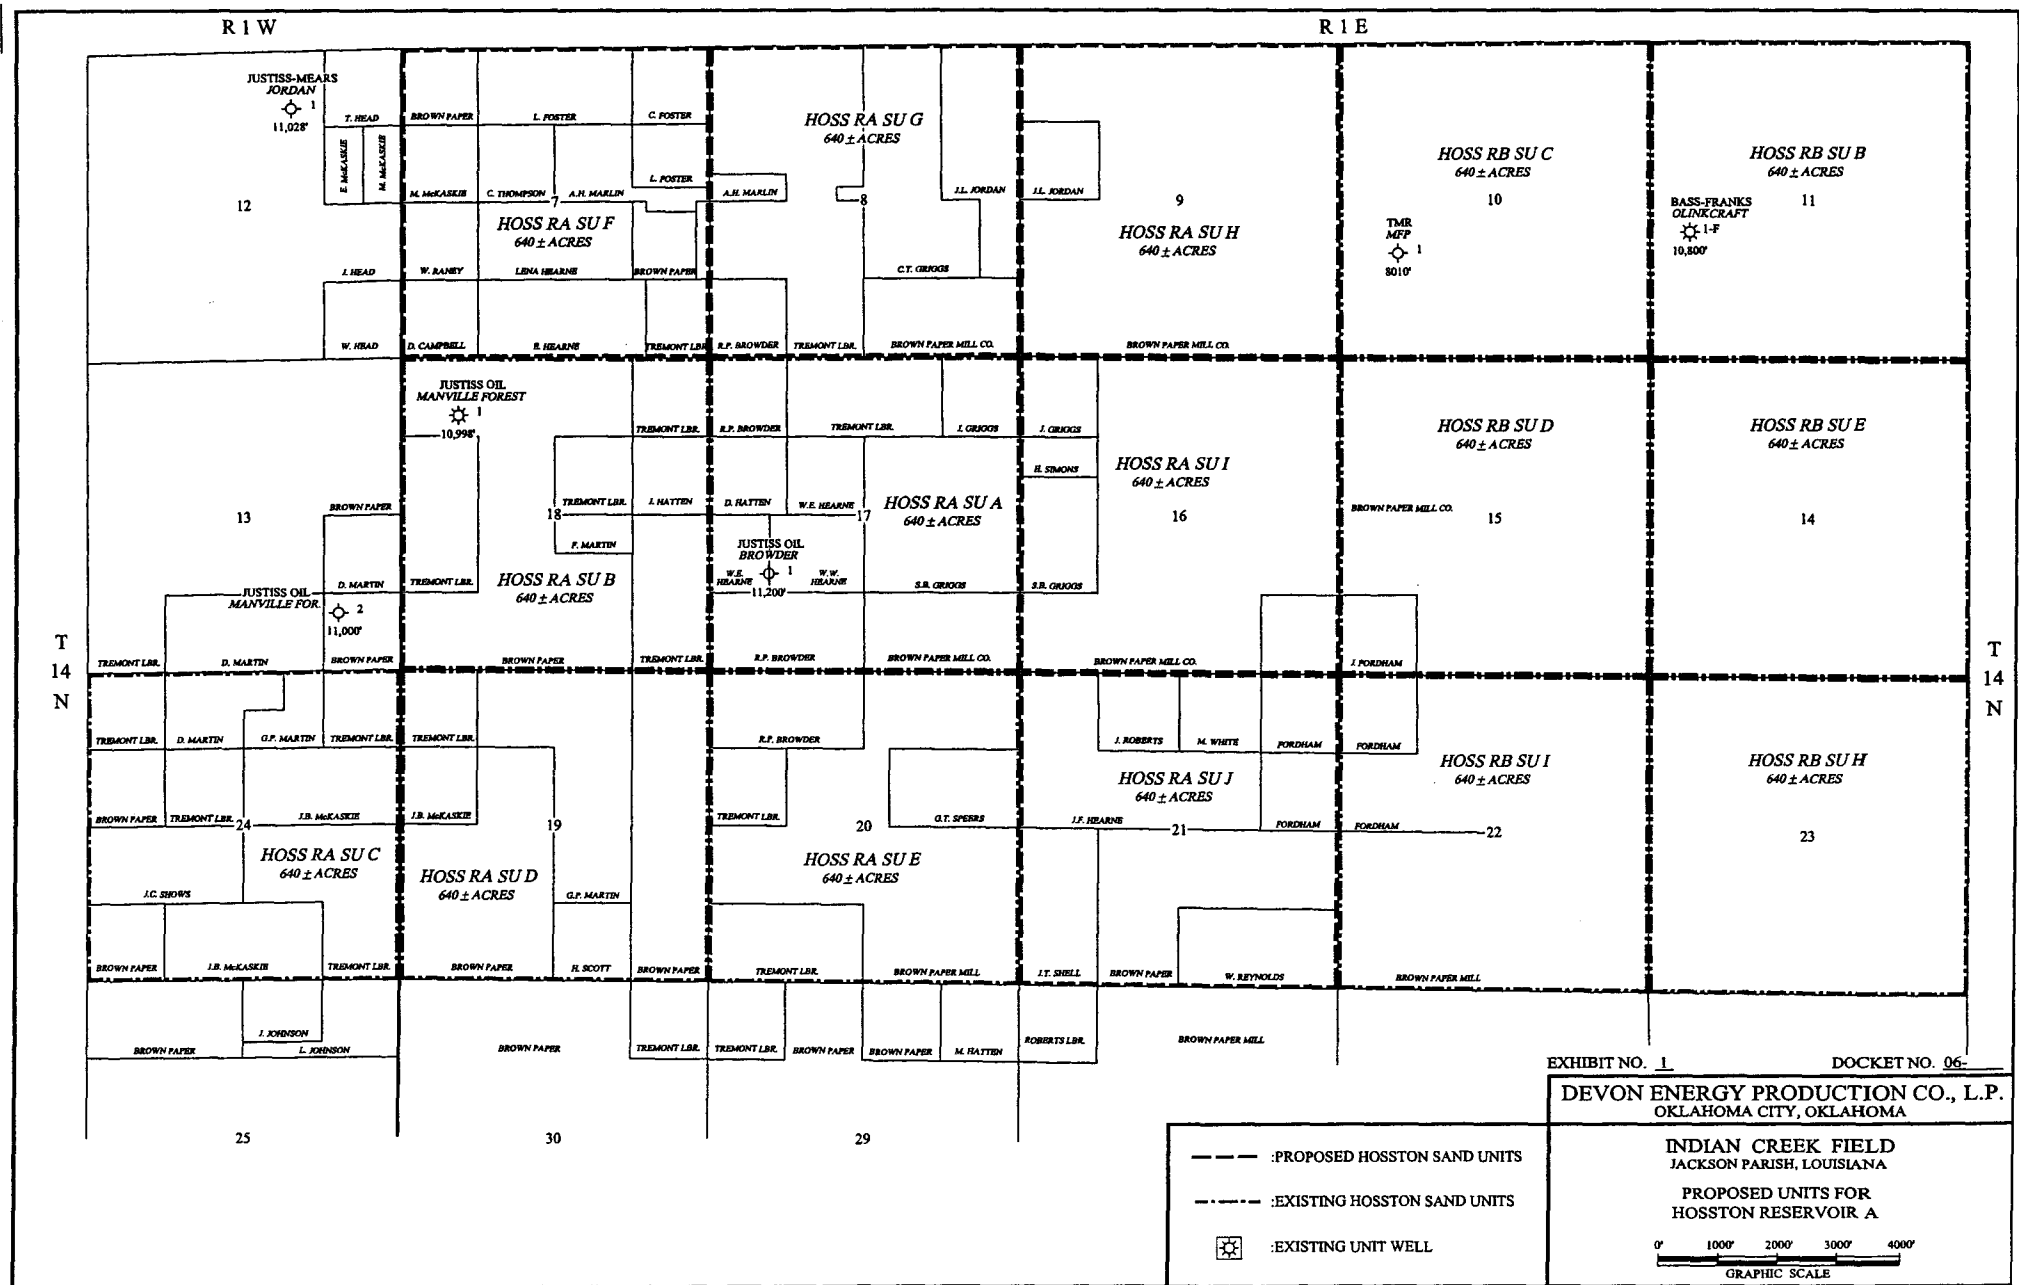 R 1 W
R 1 E
JUSTISS-MEARS
JORDAN
1
11,028'
T. HEAD
BROWN PAPER
L. FOSTER
C. FOSTER
HOSS RA SU G
640 ± ACRES
E. McKASKIE
M. McKASKIE
M. McKASKIE
C. THOMPSON
A.H. MARLIN
L. FOSTER
A.H. MARLIN
J.L. JORDAN
J.L. JORDAN
12
7
8
9
HOSS RA SU F
640 ± ACRES
HOSS RA SU H
640 ± ACRES
HOSS RB SU C
640 ± ACRES
10
TMR
MFP
1
8010'
HOSS RB SU B
640 ± ACRES
11
BASS-FRANKS
OLINKCRAFT
1-F
10,800'
J. HEAD
W. RANEY
LENA HEARNE
BROWN PAPER
C.T. GRIGGS
W. HEAD
D. CAMPBELL
E. HEARNE
TREMONT LBR.
R.P. BROWDER
TREMONT LBR.
BROWN PAPER MILL CO.
BROWN PAPER MILL CO.
JUSTISS OIL
MANVILLE FOREST
1
10,998'
TREMONT LBR.
R.P. BROWDER
TREMONT LBR.
J. GRIGGS
J. GRIGGS
H. SIMONS
HOSS RA SU I
640 ± ACRES
16
HOSS RB SU D
640 ± ACRES
BROWN PAPER MILL CO.
15
HOSS RB SU E
640 ± ACRES
14
13
BROWN PAPER
TREMONT LBR.
J. HATTEN
D. HATTEN
W.E. HEARNE
HOSS RA SU A
640 ± ACRES
18
17
F. MARTIN
JUSTISS OIL
BROWDER
1
W.E.
HEARNE
W.W.
HEARNE
11,200'
S.B. GRIGGS
S.B. GRIGGS
D. MARTIN
TREMONT LBR.
HOSS RA SU B
640 ± ACRES
JUSTISS OIL
MANVILLE FOR.
2
11,000'
T
14
N
TREMONT LBR.
D. MARTIN
BROWN PAPER
BROWN PAPER
TREMONT LBR.
R.P. BROWDER
BROWN PAPER MILL CO.
BROWN PAPER MILL CO.
J. FORDHAM
T
14
N
TREMONT LBR.
D. MARTIN
G.P. MARTIN
TREMONT LBR.
TREMONT LBR.
R.P. BROWDER
J. ROBERTS
M. WHITE
FORDHAM
FORDHAM
HOSS RA SU J
640 ± ACRES
HOSS RB SU I
640 ± ACRES
HOSS RB SU H
640 ± ACRES
BROWN PAPER
TREMONT LBR.
24
J.B. McKASKIE
J.B. McKASKIE
19
TREMONT LBR.
20
G.T. SPEERS
J.F. HEARNE
21
FORDHAM
FORDHAM
22
23
HOSS RA SU C
640 ± ACRES
HOSS RA SU D
640 ± ACRES
HOSS RA SU E
640 ± ACRES
J.C. SHOWS
G.P. MARTIN
BROWN PAPER
J.B. McKASKIE
TREMONT LBR.
BROWN PAPER
H. SCOTT
BROWN PAPER
TREMONT LBR.
BROWN PAPER MILL
J.T. SHELL
BROWN PAPER
W. REYNOLDS
BROWN PAPER MILL
J. JOHNSON
BROWN PAPER
L. JOHNSON
BROWN PAPER
TREMONT LBR.
TREMONT LBR.
BROWN PAPER
BROWN PAPER
M. HATTEN
ROBERTS LBR.
BROWN PAPER MILL
25
30
29
EXHIBIT NO. 1
DOCKET NO. 06-
DEVON ENERGY PRODUCTION CO., L.P.
OKLAHOMA CITY, OKLAHOMA
INDIAN CREEK FIELD
JACKSON PARISH, LOUISIANA
PROPOSED UNITS FOR
HOSSTON RESERVOIR A
0' 1000' 2000' 3000' 4000'
GRAPHIC SCALE
:PROPOSED HOSSTON SAND UNITS
:EXISTING HOSSTON SAND UNITS
:EXISTING UNIT WELL